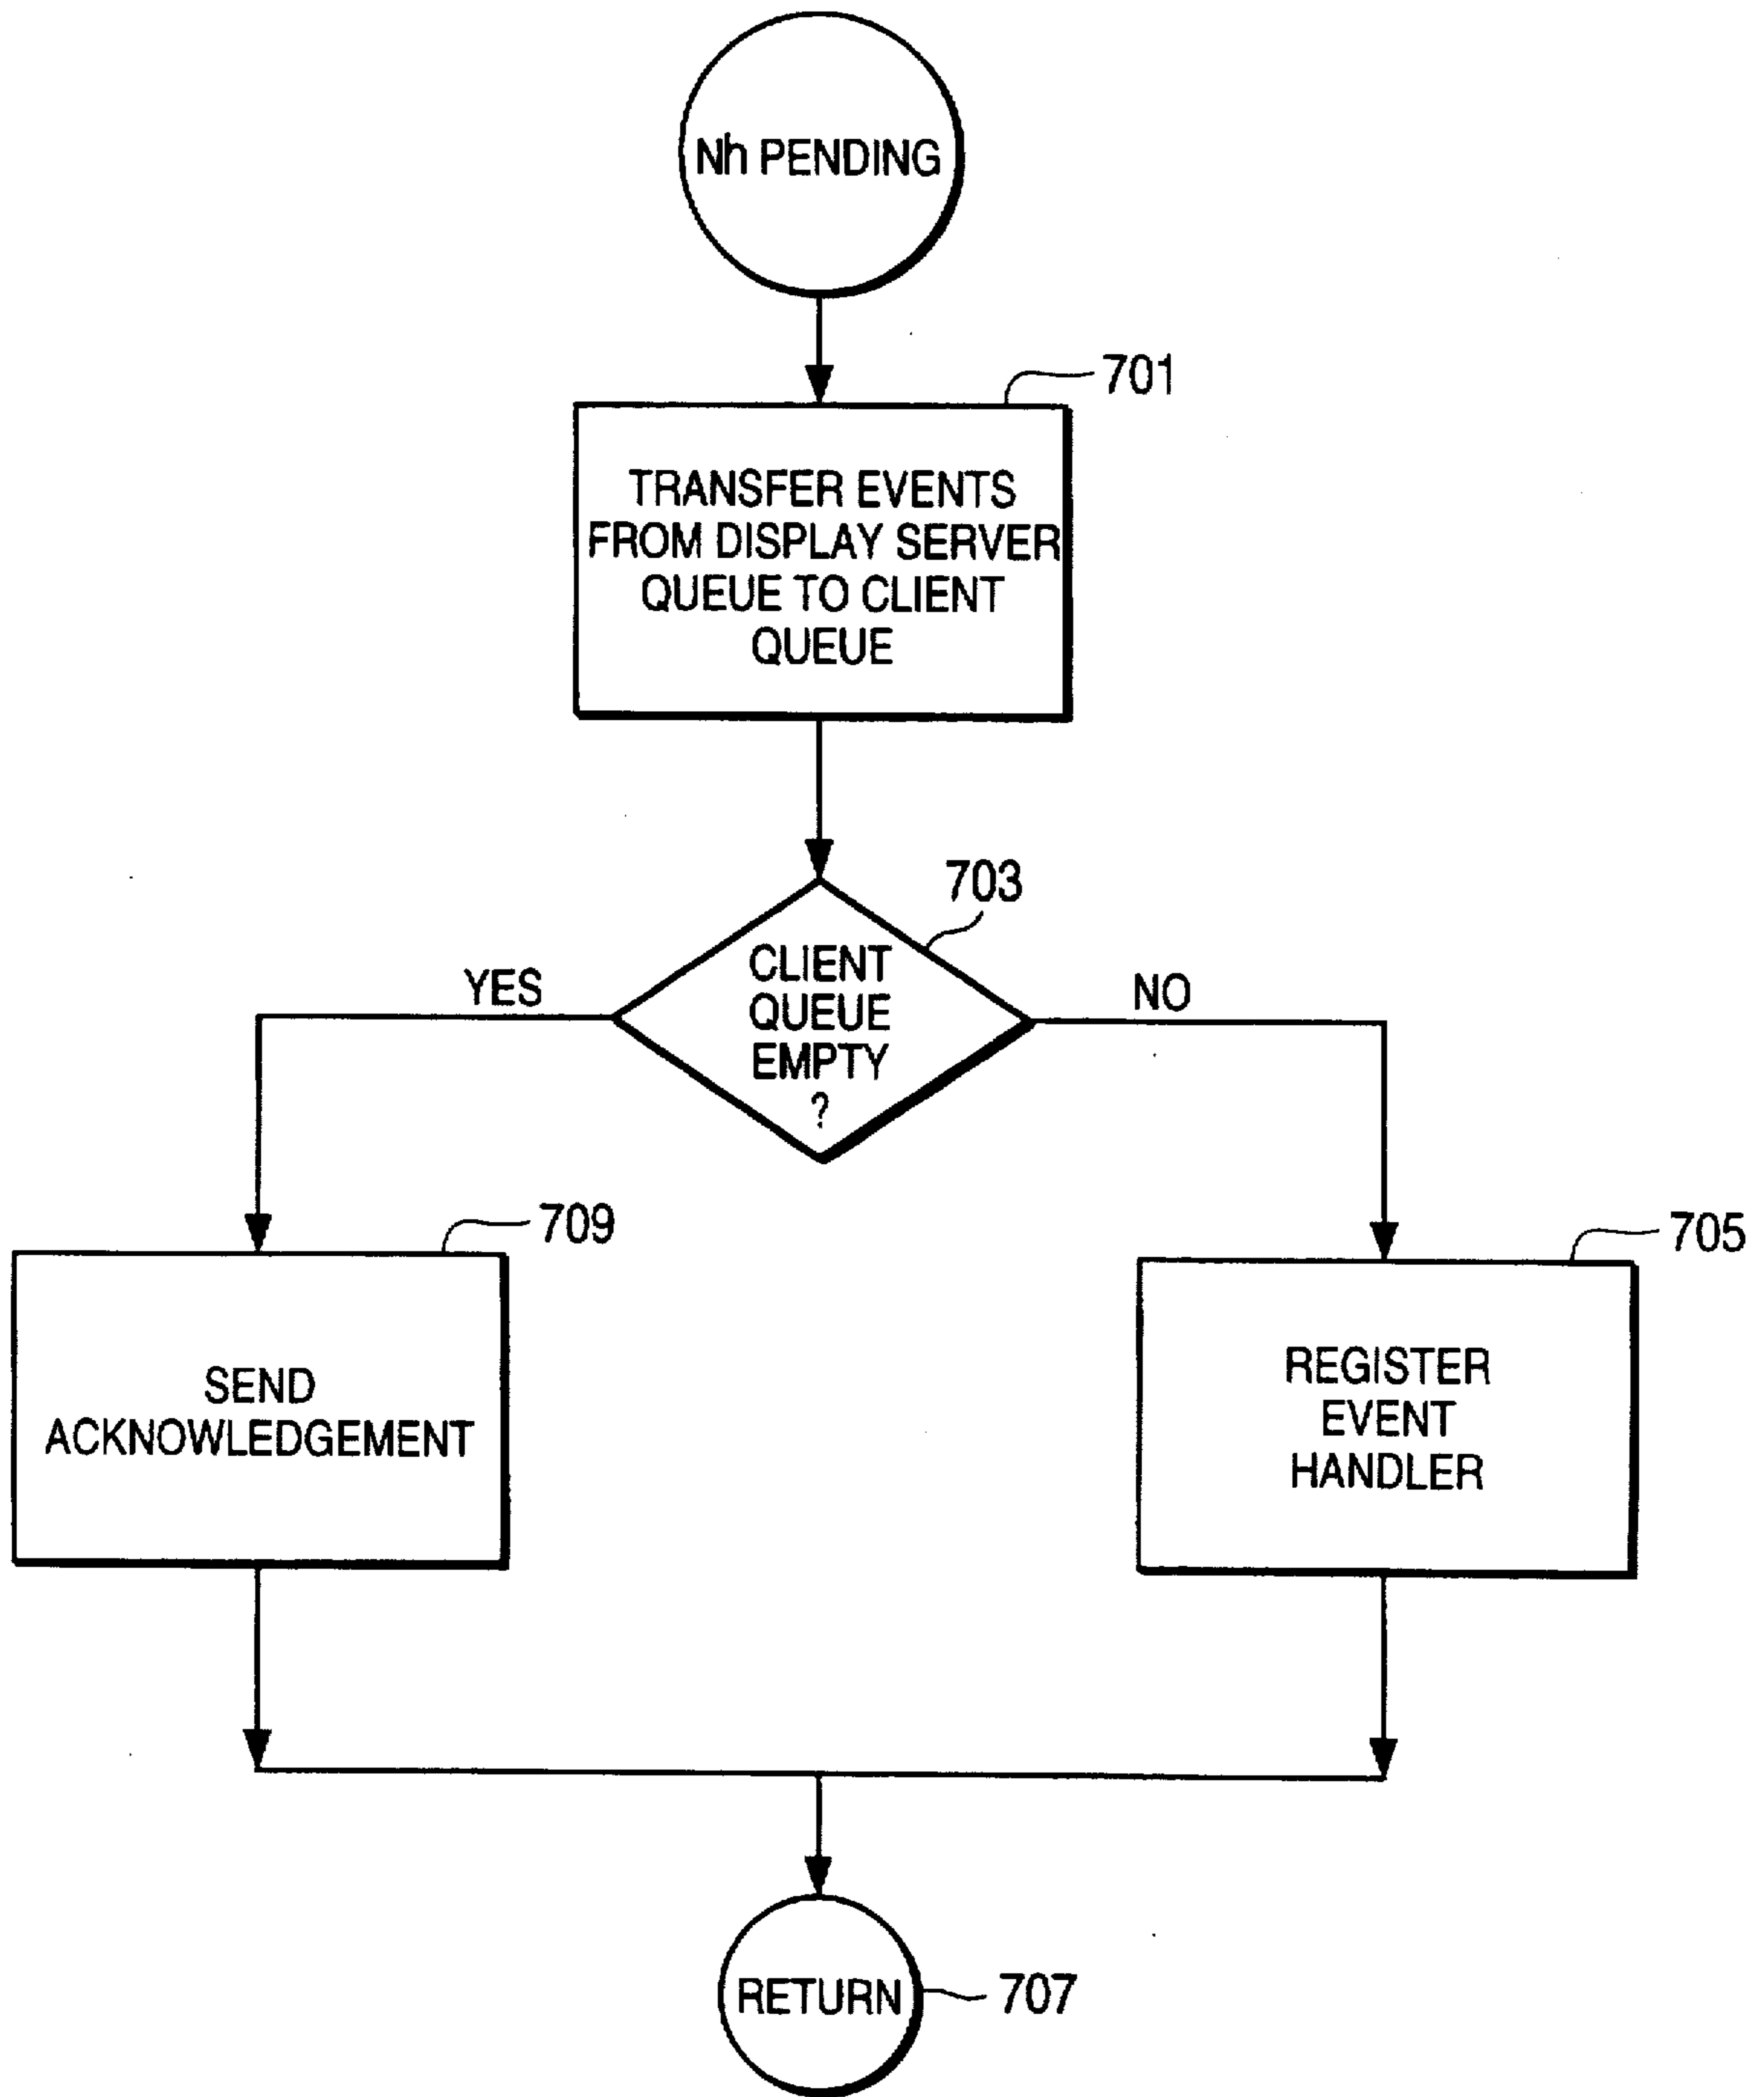 Nh PENDING
701
TRANSFER EVENTS
FROM DISPLAY SERVER
QUEUE TO CLIENT
QUEUE
703
CLIENT
QUEUE
EMPTY
?
YES
NO
709
705
SEND
ACKNOWLEDGEMENT
REGISTER
EVENT
HANDLER
RETURN
707